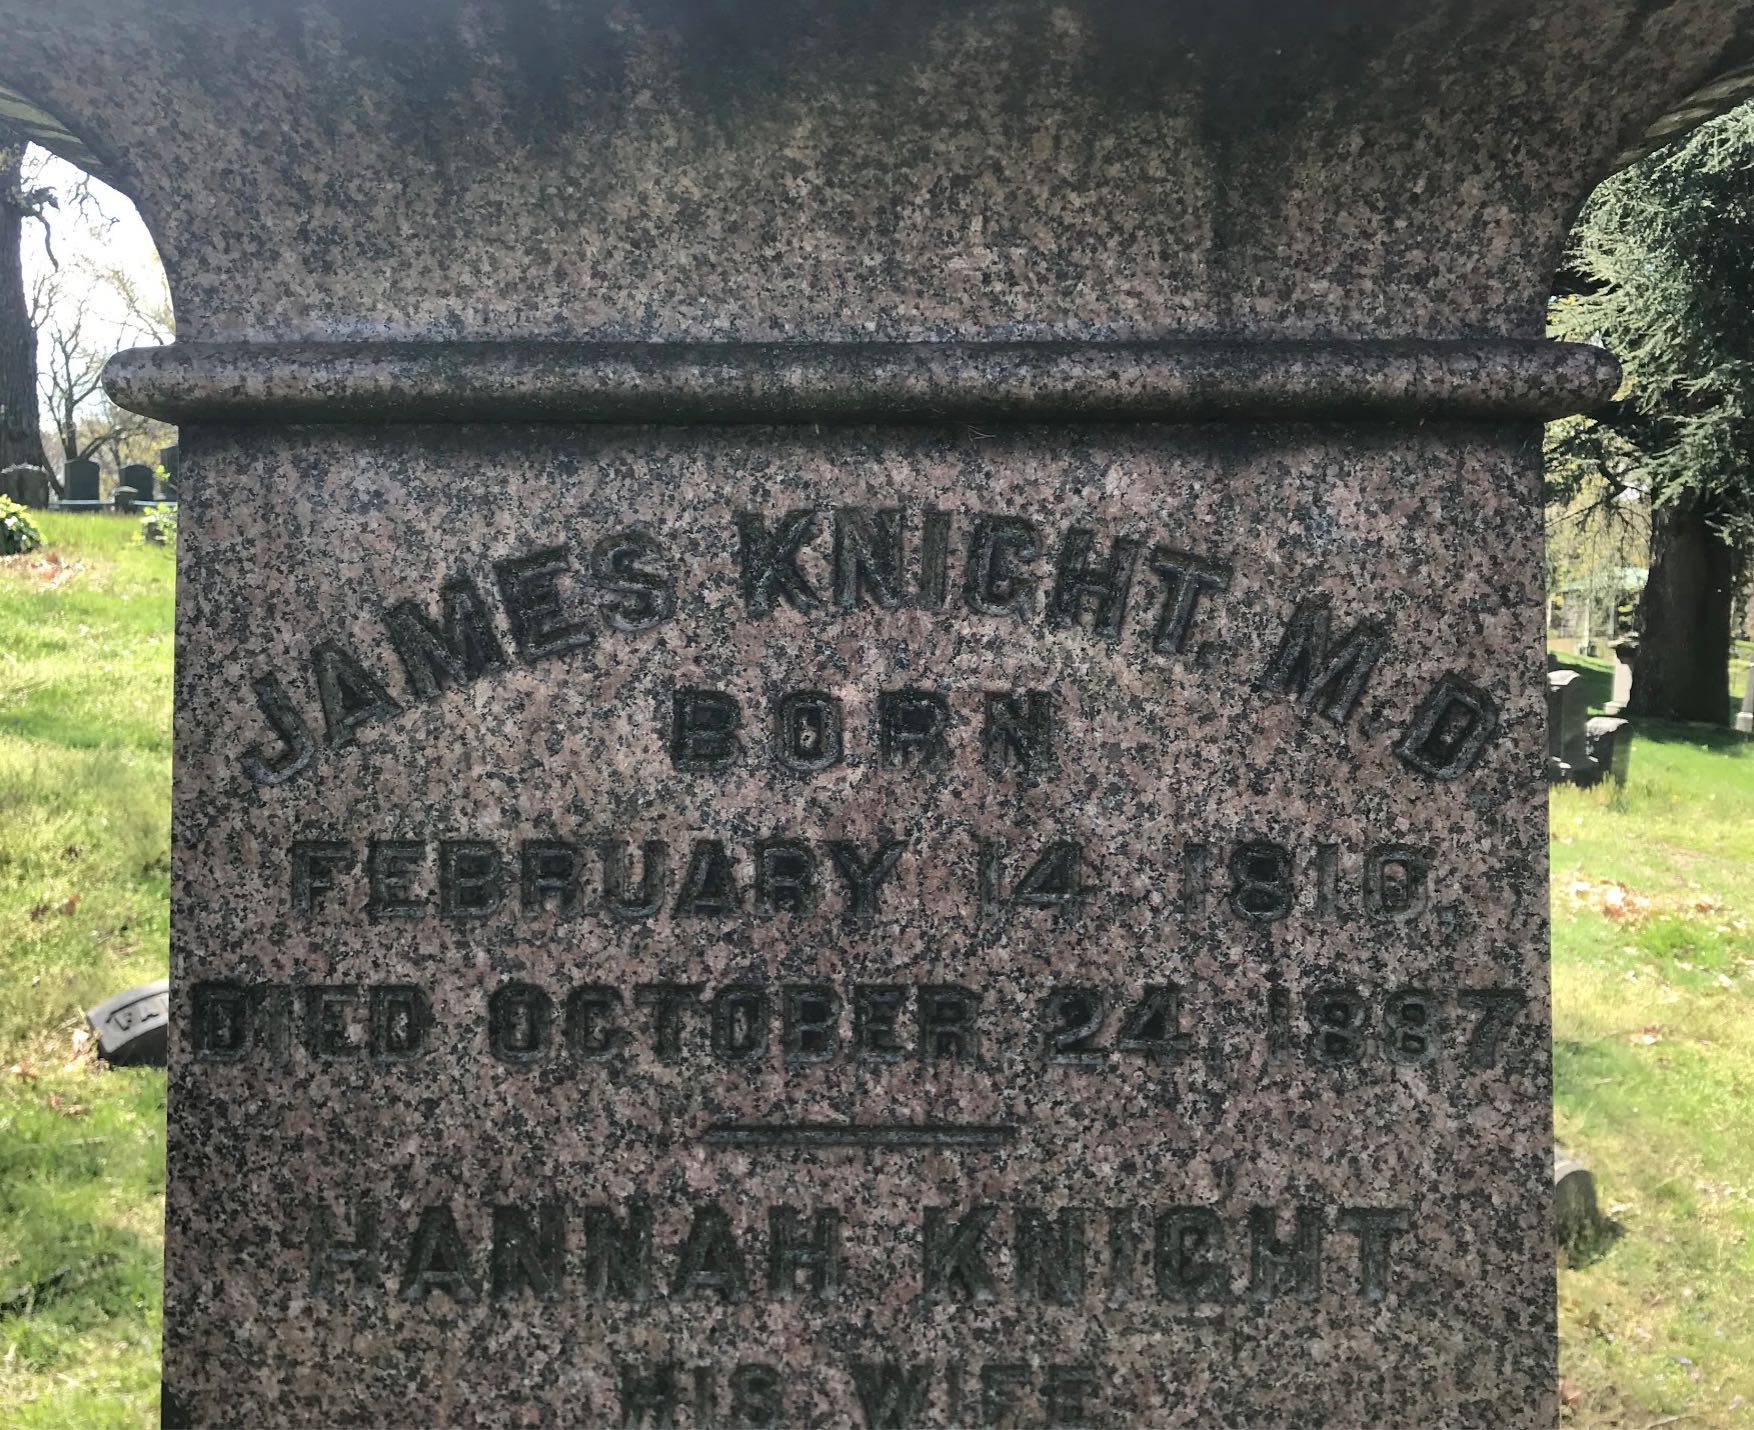 JAMES KNIGHT, M.D.
BORN
FEBRUARY 14, 1810,
DIED OCTOBER 24, 1887.
HANNAH KNIGHT,
HIS WIFE